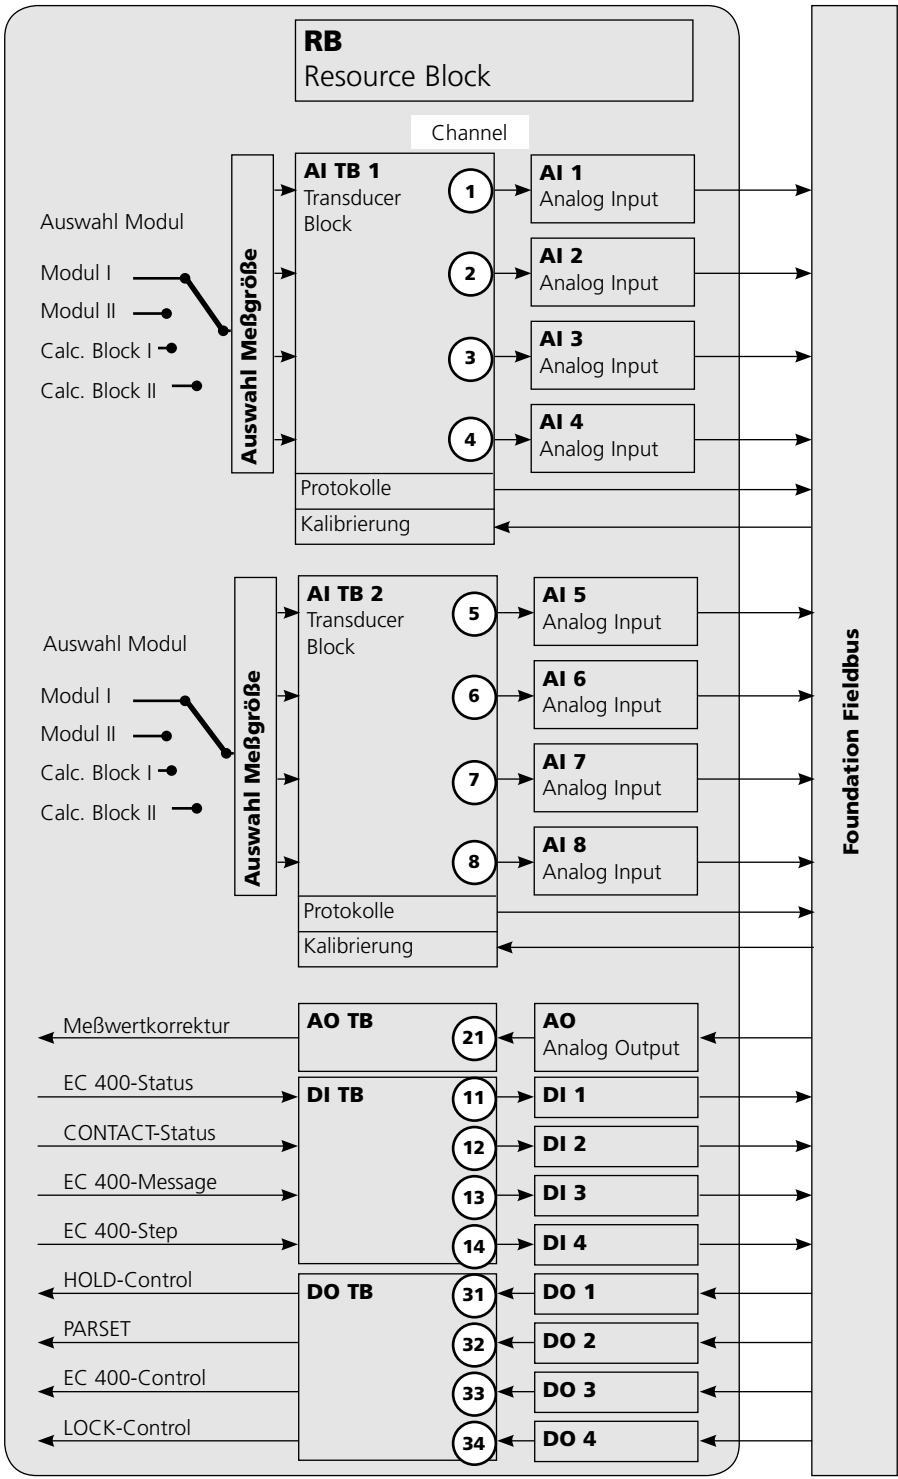 RB
Resource Block
Channel
AI TB 1
Transducer
Block
Auswahl Modul
Modul I
Modul II
Calc. Block I
Calc. Block II
Auswahl Meßgröße
1
2
3
4
AI 1
Analog Input
AI 2
Analog Input
AI 3
Analog Input
AI 4
Analog Input
Protokolle
Kalibrierung
AI TB 2
Transducer
Block
Auswahl Modul
Modul I
Modul II
Calc. Block I
Calc. Block II
Auswahl Meßgröße
5
6
7
8
AI 5
Analog Input
AI 6
Analog Input
AI 7
Analog Input
AI 8
Analog Input
Protokolle
Kalibrierung
Foundation Fieldbus
Meßwertkorrektur
AO TB
21
AO
Analog Output
EC 400-Status
DI TB
11
DI 1
CONTACT-Status
12
DI 2
EC 400-Message
13
DI 3
EC 400-Step
14
DI 4
HOLD-Control
DO TB
31
DO 1
PARSET
32
DO 2
EC 400-Control
33
DO 3
LOCK-Control
34
DO 4